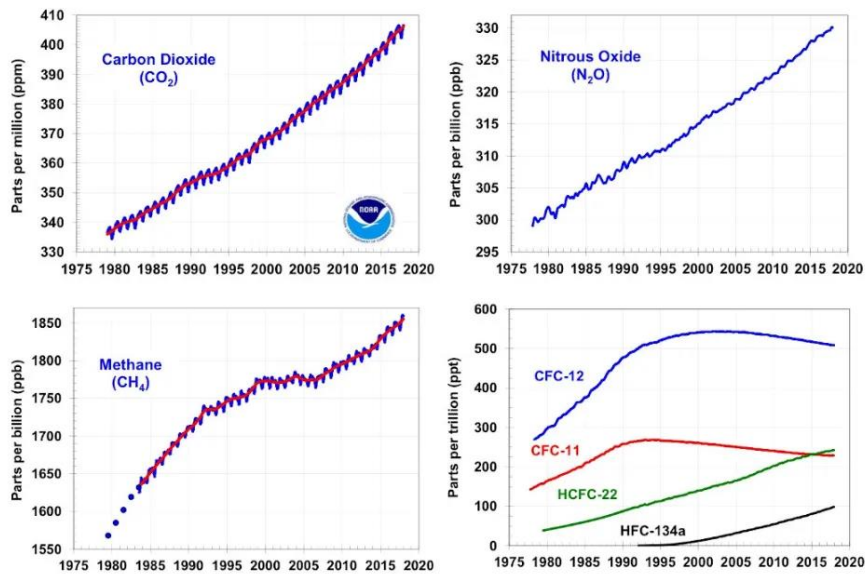 Parts per million (ppm)
410
400
390
380
370
360
350
340
330
Carbon Dioxide
(CO₂)
NOAA
1975 1980 1985 1990 1995 2000 2005 2010 2015 2020
Parts per billion (ppb)
330
325
320
315
310
305
300
295
Nitrous Oxide
(N₂O)
1975 1980 1985 1990 1995 2000 2005 2010 2015 2020
Parts per billion (ppb)
1850
1800
1750
1700
1650
1600
1550
Methane
(CH₄)
1975 1980 1985 1990 1995 2000 2005 2010 2015 2020
Parts per trillion (ppt)
600
500
400
300
200
100
0
CFC-12
CFC-11
HCFC-22
HFC-134a
1975 1980 1985 1990 1995 2000 2005 2010 2015 2020